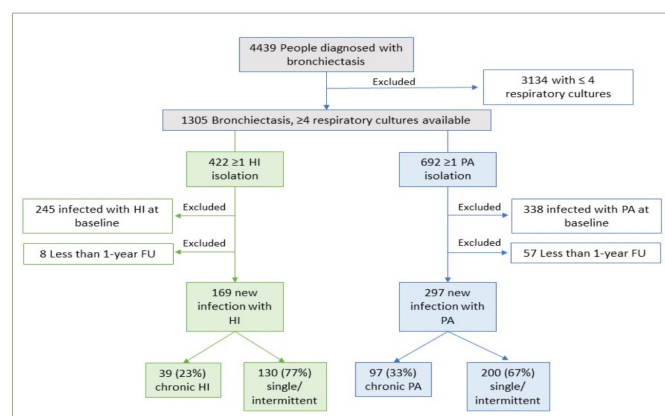 4439 People diagnosed with
bronchiectasis
Excluded
3134 with ≤ 4
respiratory cultures
1305 Bronchiectasis, ≥4 respiratory cultures available
422 ≥1 HI
isolation
692 ≥1 PA
isolation
245 infected with HI at
baseline
Excluded
Excluded
338 infected with PA at
baseline
8 Less than 1-year FU
Excluded
Excluded
57 Less than 1-year FU
169 new
infection with
HI
297 new
infection with
PA
39 (23%)
chronic HI
130 (77%)
single/
intermittent
97 (33%)
chronic PA
200 (67%)
single/
intermittent